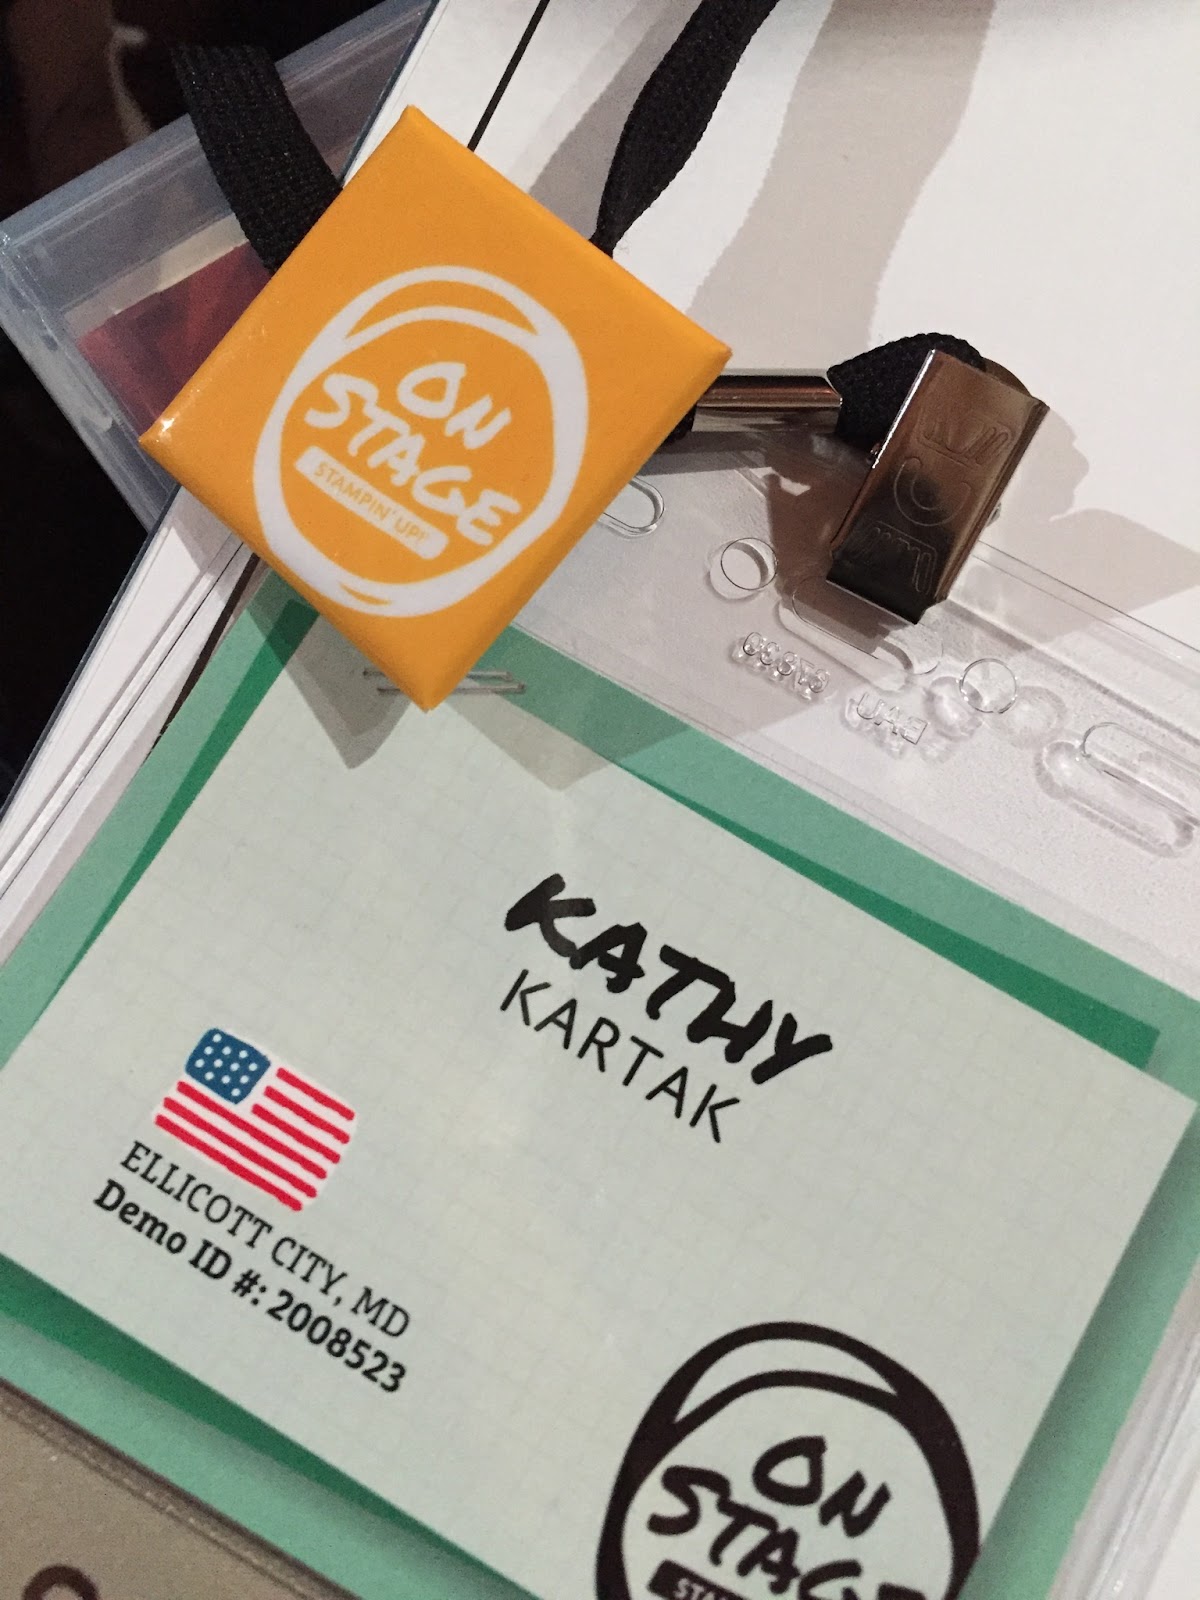 ON
STAGE
STAMPIN' UP!
KATHY
KARTAK
ELLICOTT CITY, MD
Demo ID #: 2008523
ON
STAGE